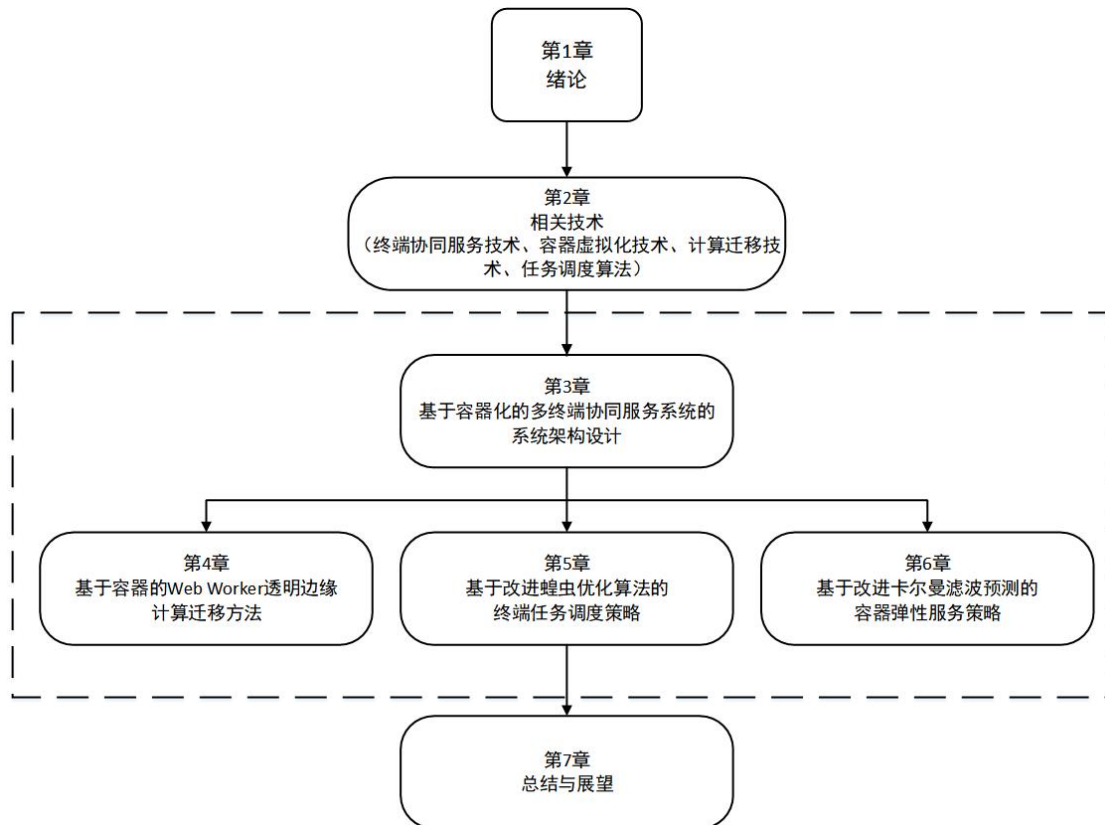 第1章
绪论
第2章
相关技术
（终端协同服务技术、容器虚拟化技术、计算迁移技
术、任务调度算法）
第3章
基于容器化的多终端协同服务系统的
系统架构设计
第4章
基于容器的Web Worker透明边缘
计算迁移方法
第5章
基于改进蝗虫优化算法的
终端任务调度策略
第6章
基于改进卡尔曼滤波预测的
容器弹性服务策略
第7章
总结与展望